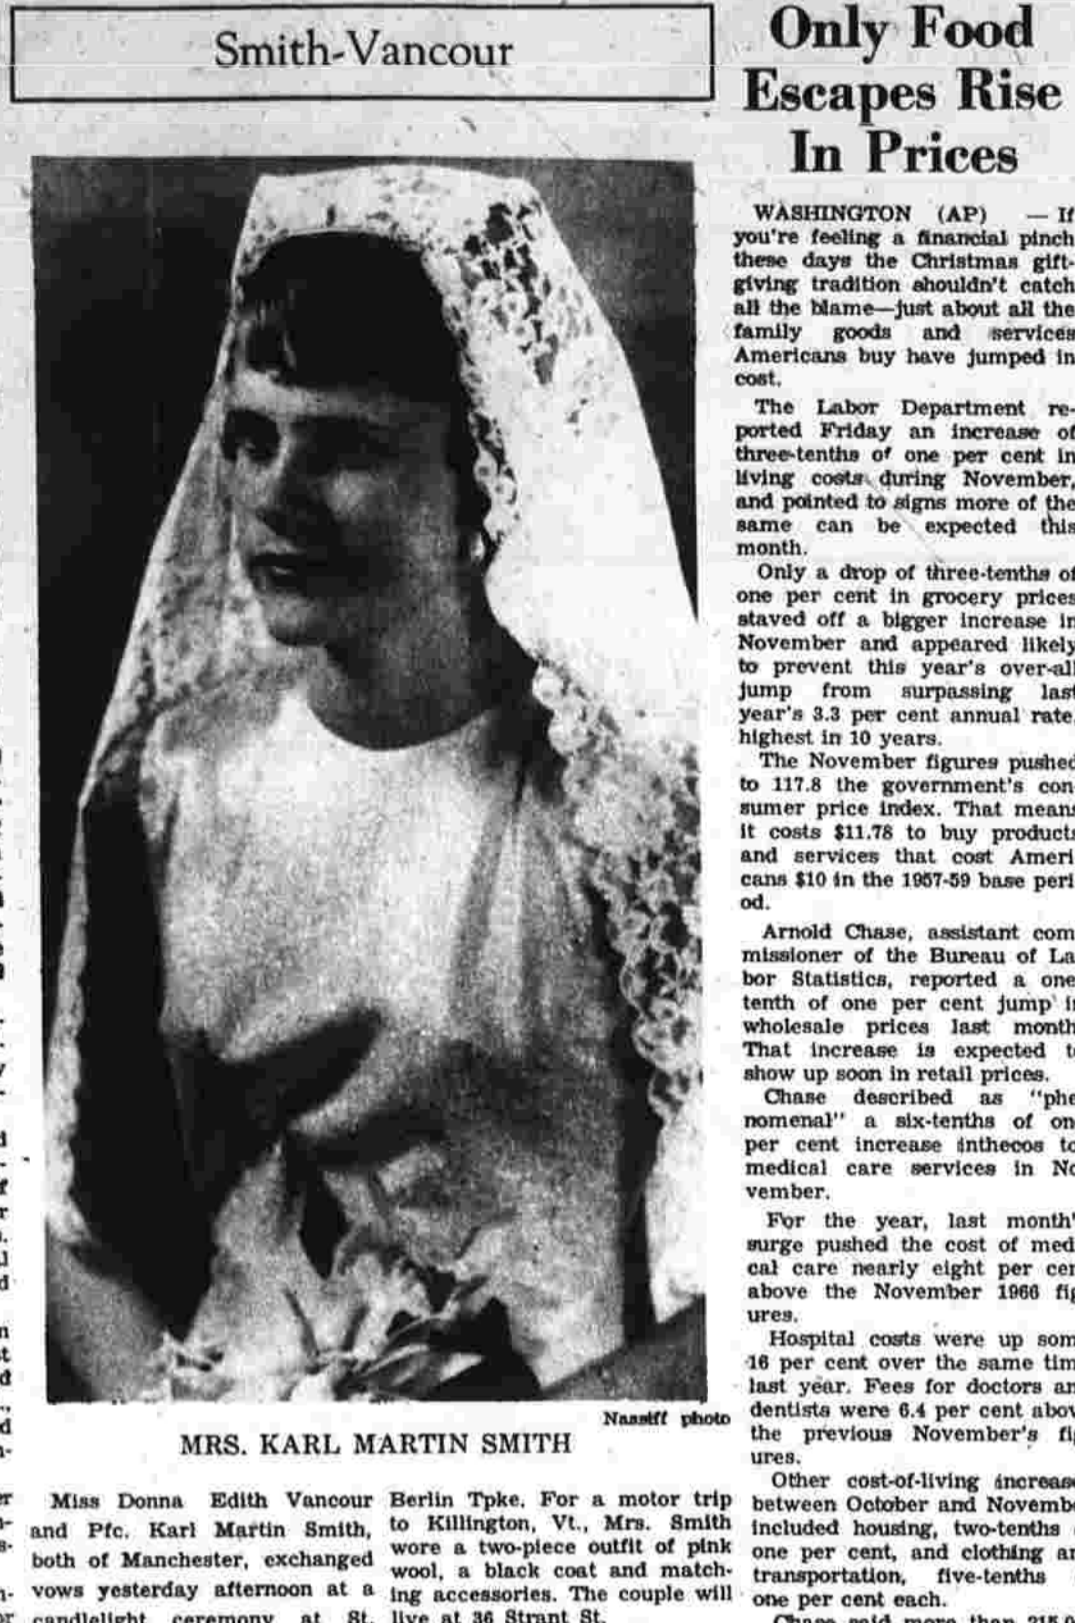 Smith-Vancour
Nassiff photo
MRS. KARL MARTIN SMITH
Miss Donna Edith Vancour
and Pfc. Karl Martin Smith,
both of Manchester, exchanged
vows yesterday afternoon at a
candlelight ceremony at St.
Berlin Tpke. For a motor trip
to Killington, Vt., Mrs. Smith
wore a two-piece outfit of pink
wool, a black coat and match-
ing accessories. The couple will
live at 36 Strant St.
Only Food
Escapes Rise
In Prices
WASHINGTON (AP) — If
you're feeling a financial pinch
these days the Christmas gift-
giving tradition shouldn't catch
all the blame—just about all the
family goods and services
Americans buy have jumped in
cost.
The Labor Department re-
ported Friday an increase of
three-tenths of one per cent in
living costs during November,
and pointed to signs more of the
same can be expected this
month.
Only a drop of three-tenths of
one per cent in grocery prices
staved off a bigger increase in
November and appeared likely
to prevent this year's over-all
jump from surpassing last
year's 3.3 per cent annual rate,
highest in 10 years.
The November figures pushed
to 117.8 the government's con-
sumer price index. That means
it costs $11.78 to buy products
and services that cost Ameri
cans $10 in the 1957-59 base peri
od.
Arnold Chase, assistant com
missioner of the Bureau of La
bor Statistics, reported a one
tenth of one per cent jump i
wholesale prices last month
That increase is expected t
show up soon in retail prices.
Chase described as "phe
nomenal" a six-tenths of on
per cent increase inthecos to
medical care services in No
vember.
For the year, last month'
surge pushed the cost of med
cal care nearly eight per cen
above the November 1966 fig
ures.
Hospital costs were up som
16 per cent over the same tim
last year. Fees for doctors an
dentists were 6.4 per cent abov
the previous November's fig
ures.
Other cost-of-living increase
between October and Novembe
included housing, two-tenths
one per cent, and clothing an
transportation, five-tenths
one per cent each.
Chase said more than